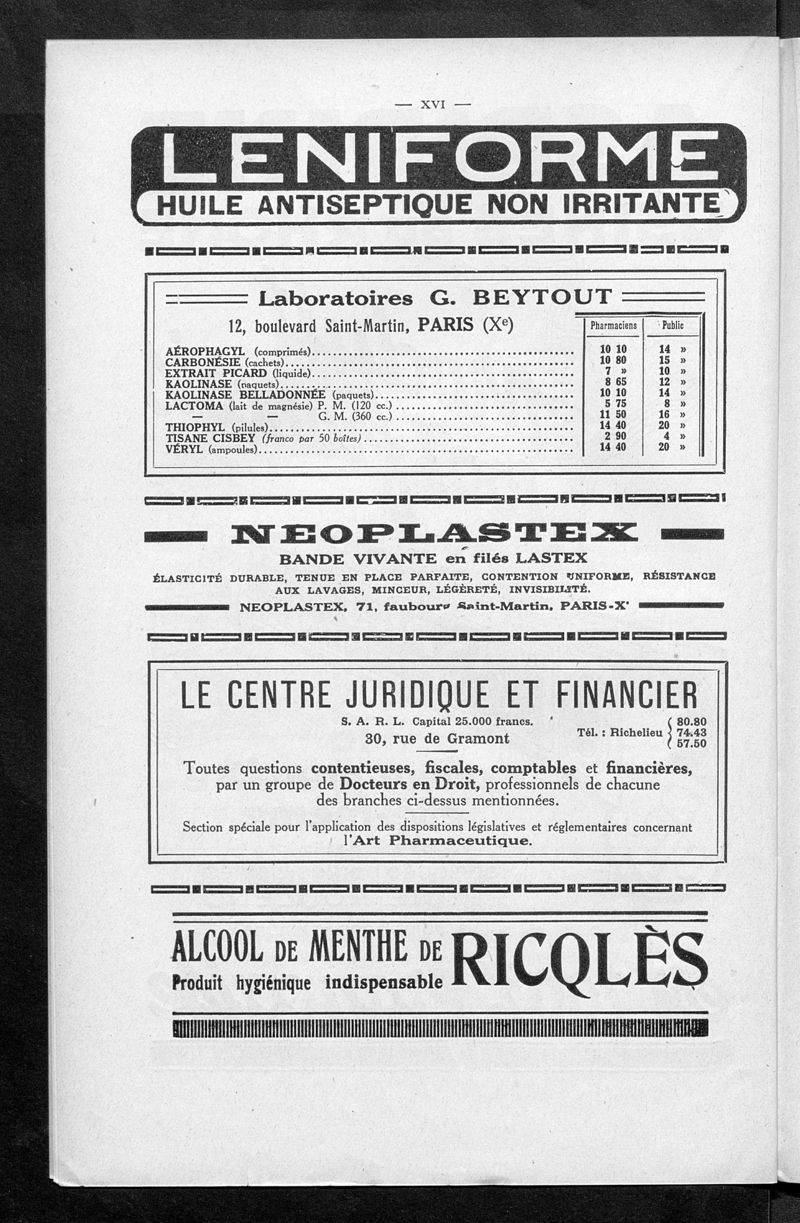 — XVI —
LENIFORME
HUILE ANTISEPTIQUE NON IRRITANTE
Laboratoires G. BEYTOUT
12, boulevard Saint-Martin, PARIS (Xe)
Pharmaciens Public
AÉROPHAGYL (comprimés) 10 10 14 »
CARBONÉSIE (cachets) 10 80 15 »
EXTRAIT PICARD (liquide) 7 » 10 »
KAOLINASE (paquets) 8 65 12 »
KAOLINASE BELLADONNÉE (paquets) 10 10 14 »
LACTOMA (lait de magnésie) P. M. (120 cc.) 5 75 8 »
— — G. M. (360 cc.) 11 50 16 »
THIOPHYL (pilules) 14 40 20 »
TISANE CISBEY (franco par 50 boîtes) 2 90 4 »
VÉRYL (ampoules) 14 40 20 »
NEOPLASTEX
BANDE VIVANTE en filés LASTEX
ÉLASTICITÉ DURABLE, TENUE EN PLACE PARFAITE, CONTENTION UNIFORME, RÉSISTANCE
AUX LAVAGES, MINCEUR, LÉGÈRETÉ, INVISIBILITÉ.
NEOPLASTEX, 71, faubourg Saint-Martin, PARIS-X'
LE CENTRE JURIDIQUE ET FINANCIER
S. A. R. L. Capital 25.000 francs.
30, rue de Gramont
Tél. : Richelieu
80.80
74.43
57.50
Toutes questions contentieuses, fiscales, comptables et financières,
par un groupe de Docteurs en Droit, professionnels de chacune
des branches ci-dessus mentionnées.
Section spéciale pour l'application des dispositions législatives et réglementaires concernant
l'Art Pharmaceutique.
ALCOOL DE MENTHE DE RICQLÈS
Produit hygiénique indispensable